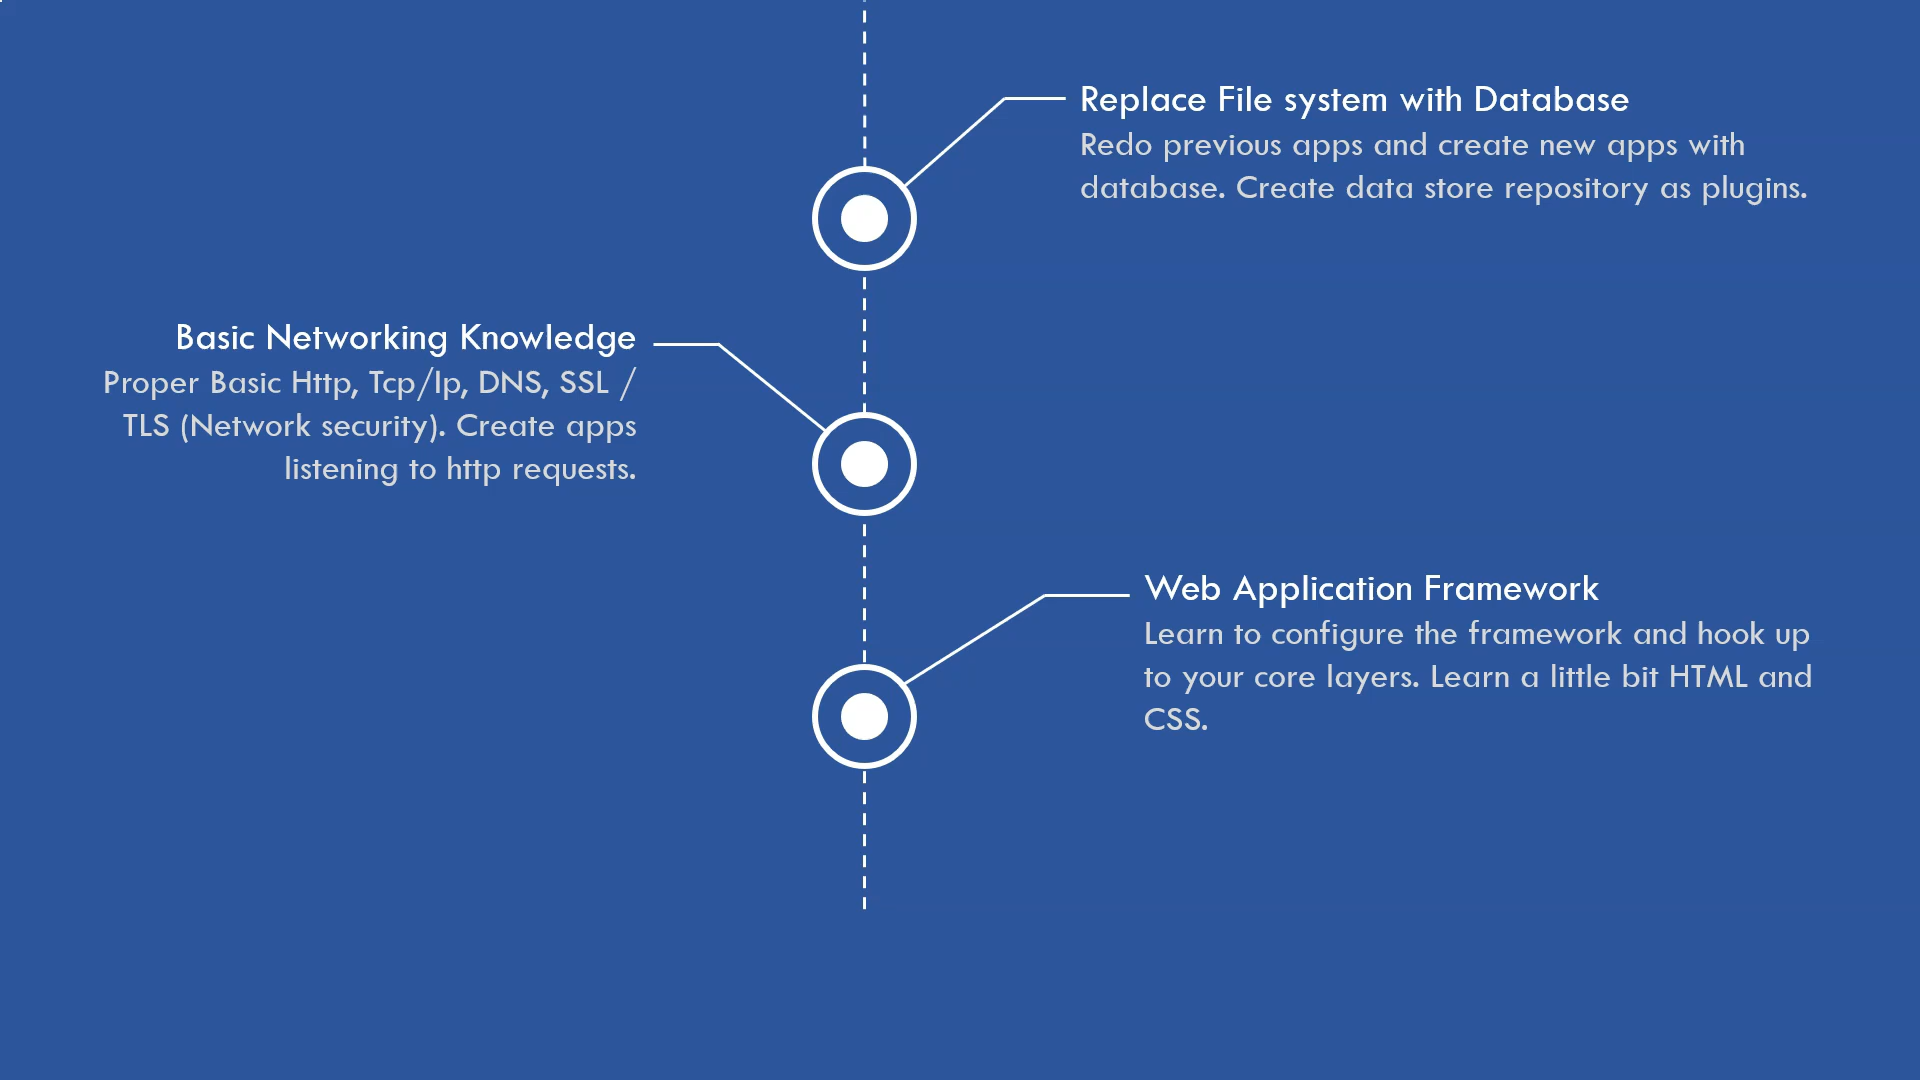 Replace File system with Database
Redo previous apps and create new apps with
database. Create data store repository as plugins.
Basic Networking Knowledge
Proper Basic Http, Tcp/Ip, DNS, SSL /
TLS (Network security). Create apps
listening to http requests.
Web Application Framework
Learn to configure the framework and hook up
to your core layers. Learn a little bit HTML and
CSS.